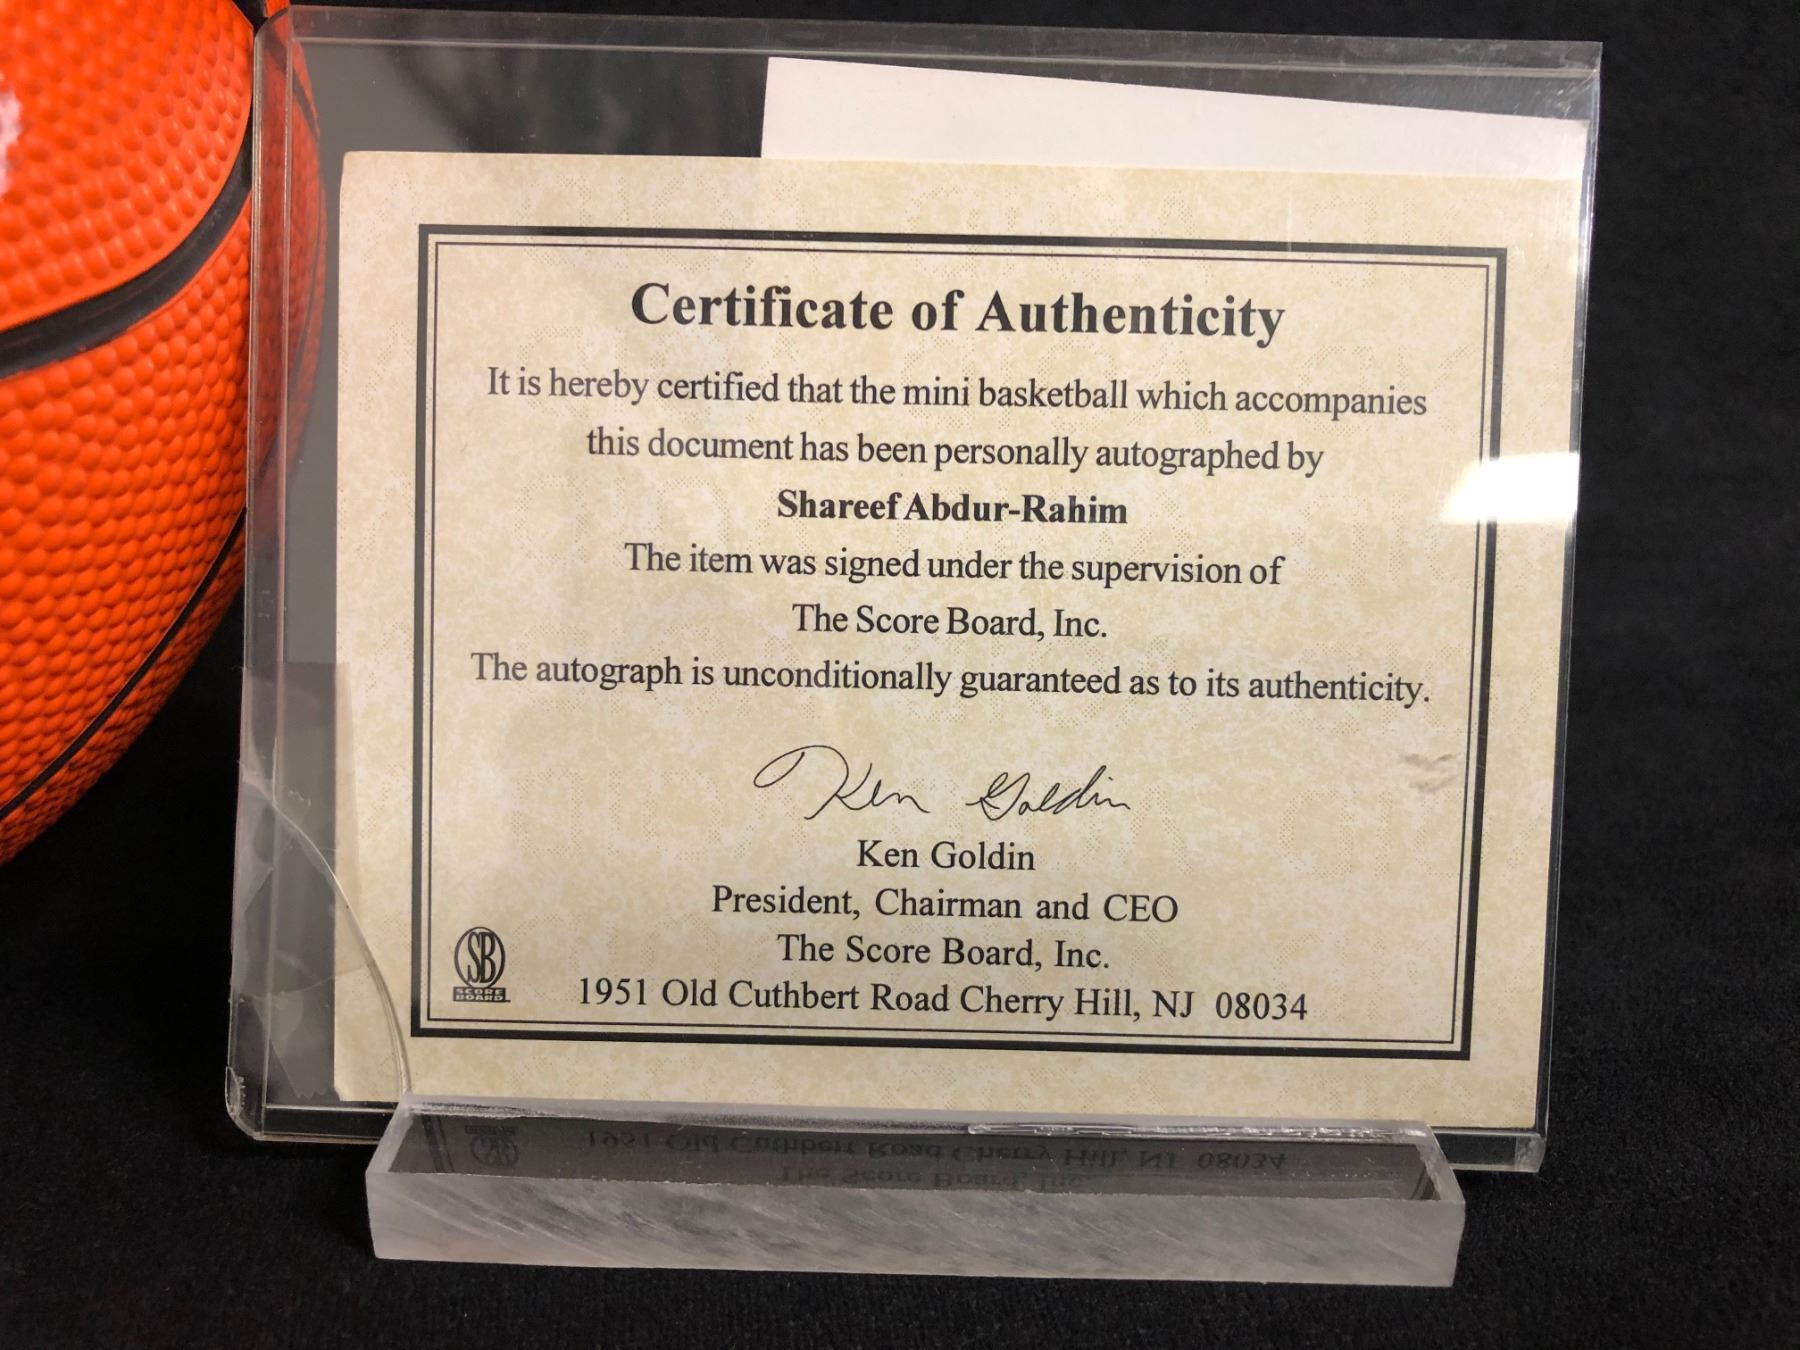 Certificate of Authenticity
It is hereby certified that the mini basketball which accompanies
this document has been personally autographed by
Shareef Abdur-Rahim
The item was signed under the supervision of
The Score Board, Inc.
The autograph is unconditionally guaranteed as to its authenticity.
Ken Goldin
Ken Goldin
President, Chairman and CEO
The Score Board, Inc.
1951 Old Cuthbert Road Cherry Hill, NJ 08034
SB
SCORE
BOARD